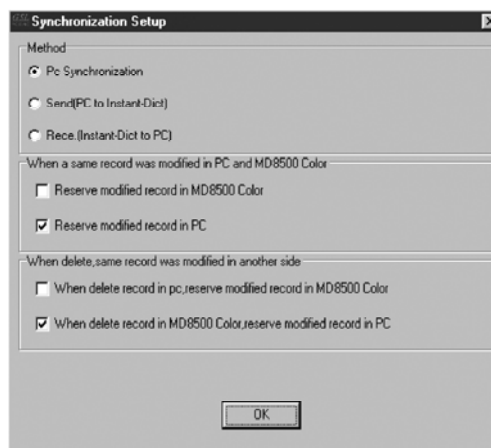 Synchronization Setup
Method
Pc Synchronization
Send(PC to Instant-Dict)
Rece.(Instant-Dict to PC)
When a same record was modified in PC and MD8500 Color
Reserve modified record in MD8500 Color
Reserve modified record in PC
When delete,same record was modified in another side
When delete record in pc,reserve modified record in MD8500 Color
When delete record in MD8500 Color,reserve modified record in PC
OK